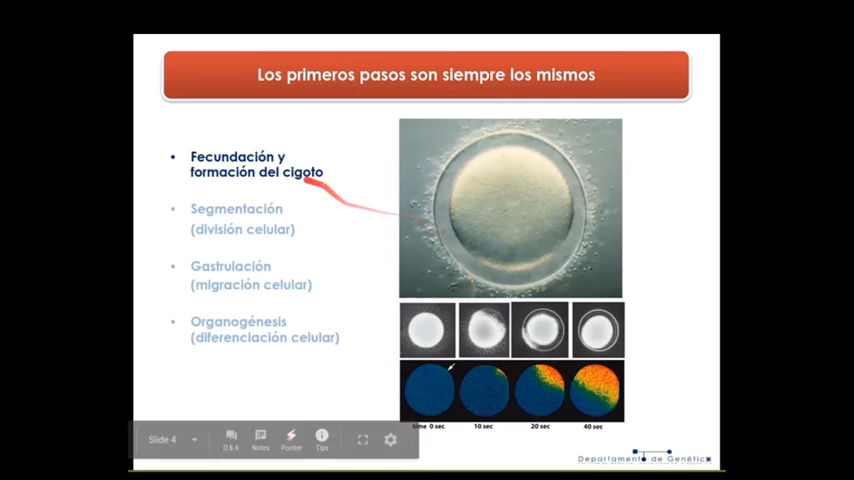 Los primeros pasos son siempre los mismos
• Fecundación y
formación del cigoto
• Segmentación
(división celular)
• Gastrulación
(migración celular)
• Organogénesis
(diferenciación celular)
time 0 sec 10 sec 20 sec 40 sec
Slide 4
Q & A Notes Pointer Tips
Departamento de Genética